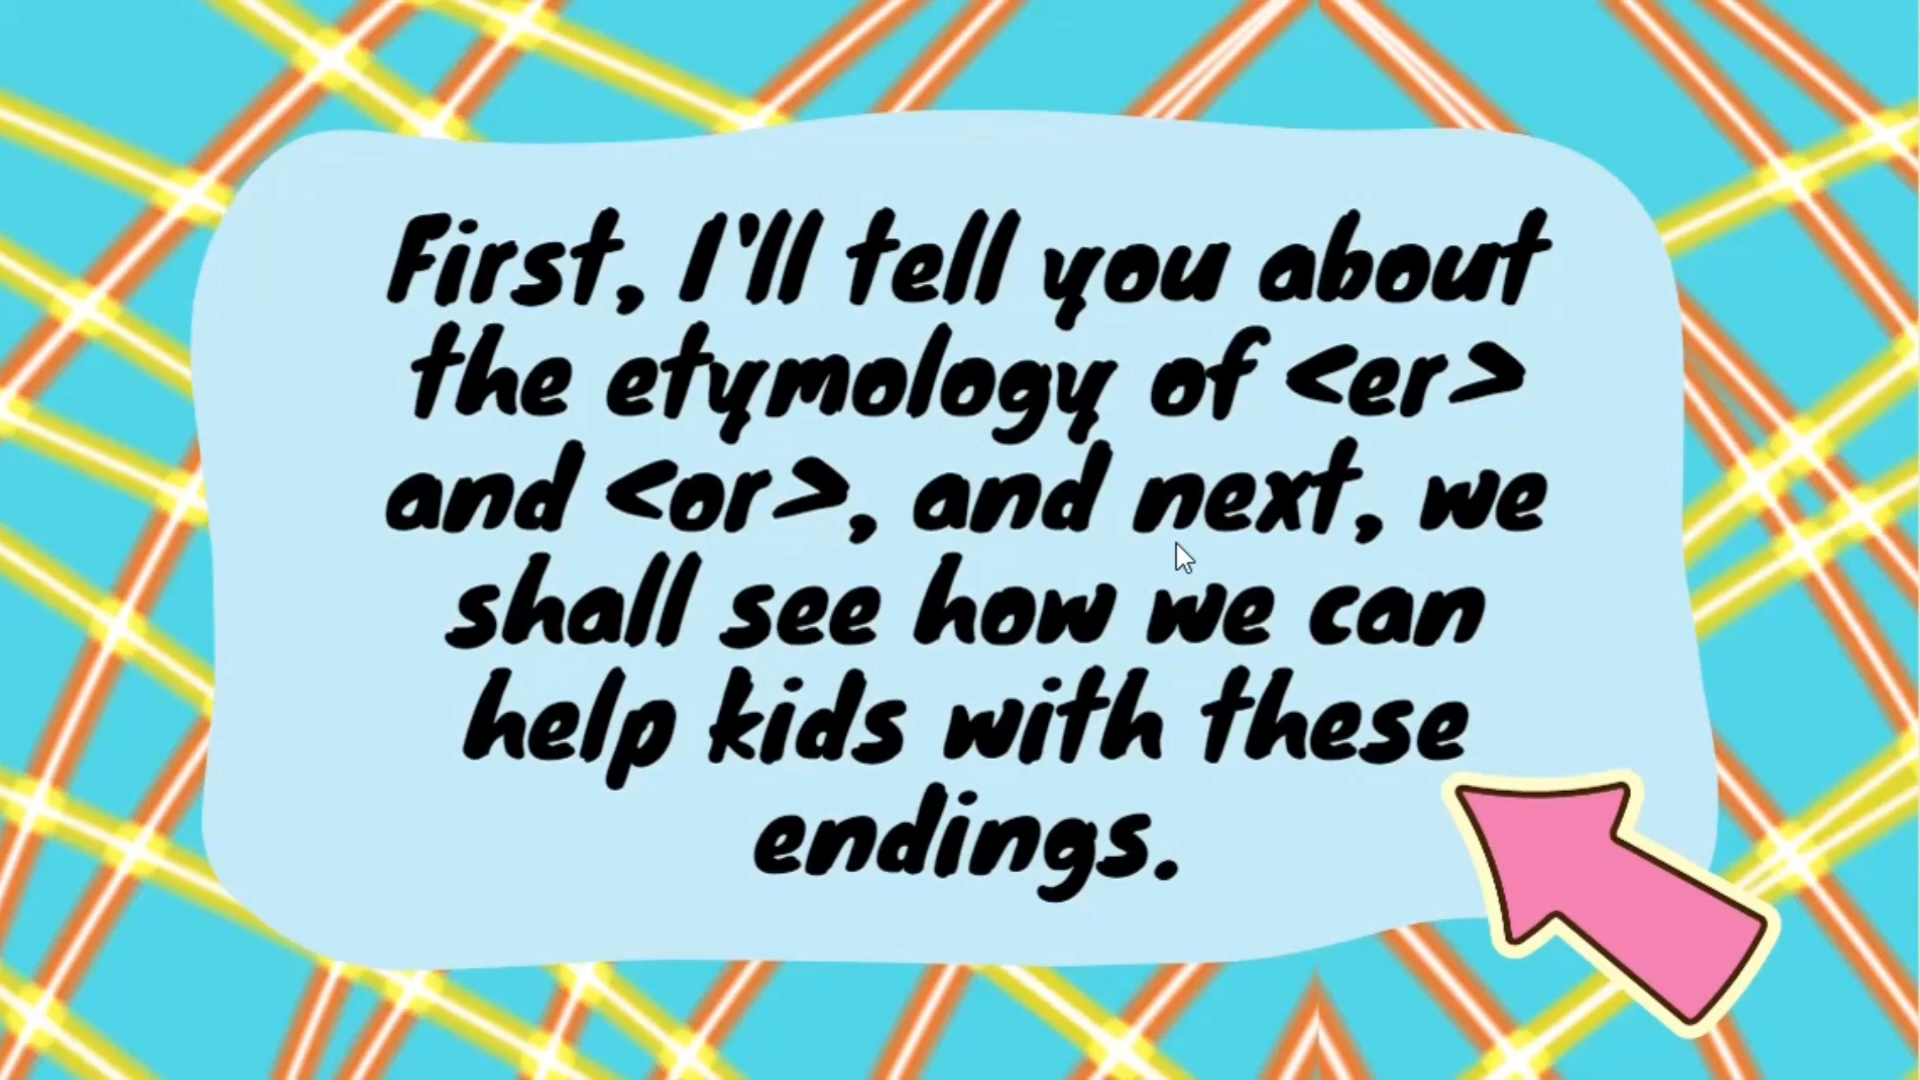 First, I'll tell you about
the etymology of <er>
and <or>, and next, we
shall see how we can
help kids with these
endings.